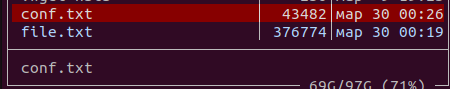 conf.txt 43482 мар 30 00:26
file.txt 376774 мар 30 00:19
conf.txt
69G/97G (71%)